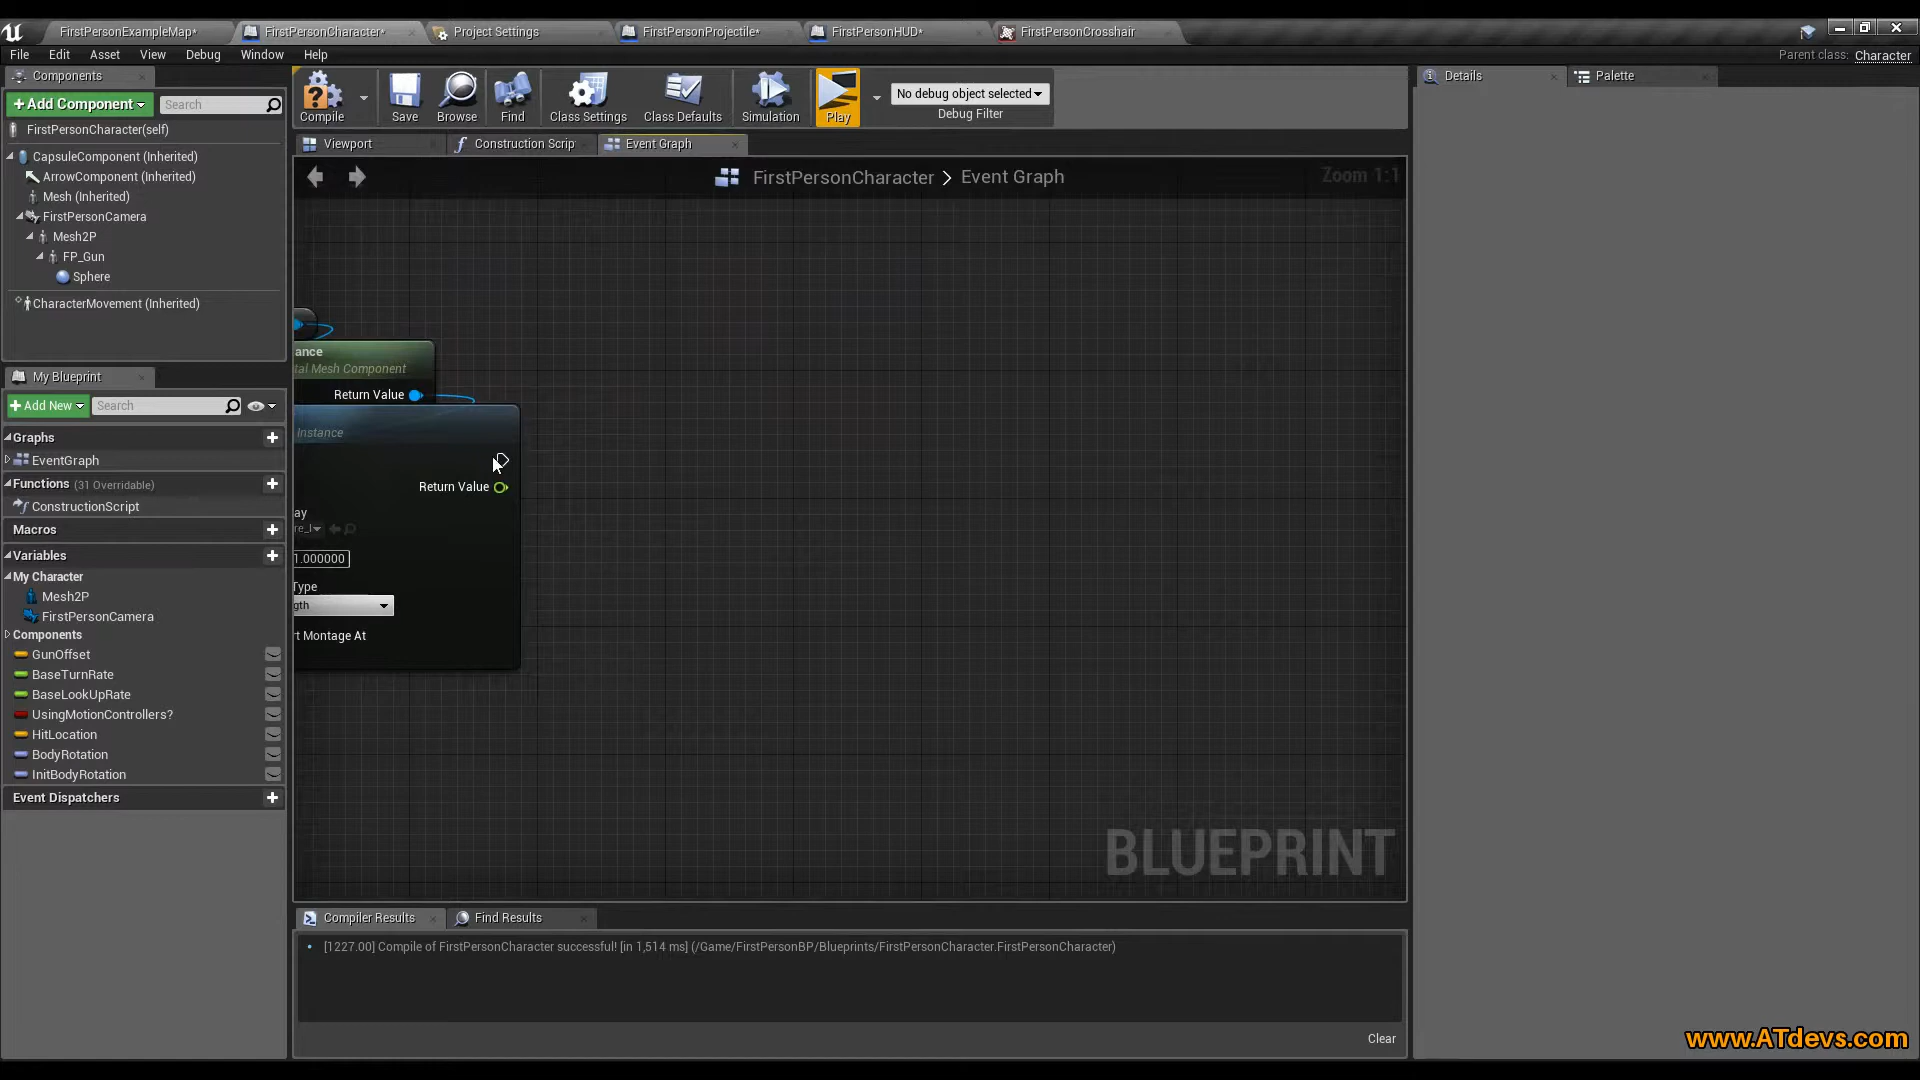 FirstPersonExampleMap*
FirstPersonCharacter*
Project Settings
FirstPersonProjectile*
FirstPersonHUD*
FirstPersonCrosshair
File Edit Asset View Debug Window Help
Parent class: Character
Components
+Add Component
Search
FirstPersonCharacter(self)
CapsuleComponent (Inherited)
ArrowComponent (Inherited)
Mesh (Inherited)
FirstPersonCamera
Mesh2P
FP_Gun
Sphere
CharacterMovement (Inherited)
My Blueprint
+Add New
Search
Graphs
EventGraph
Functions (31 Overridable)
ConstructionScript
Macros
Variables
My Character
Mesh2P
FirstPersonCamera
Components
GunOffset
BaseTurnRate
BaseLookUpRate
UsingMotionControllers?
HitLocation
BodyRotation
InitBodyRotation
Event Dispatchers
Compile
Save
Browse
Find
Class Settings
Class Defaults
Simulation
Play
No debug object selected
Debug Filter
Viewport
Construction Scrip
Event Graph
FirstPersonCharacter > Event Graph
Zoom 1:1
ance
tal Mesh Component
Return Value
Instance
Return Value
ay
re_l
1.000000
Type
gth
rt Montage At
BLUEPRINT
Compiler Results
Find Results
[1227.00] Compile of FirstPersonCharacter successful! [in 1,514 ms] (/Game/FirstPersonBP/Blueprints/FirstPersonCharacter.FirstPersonCharacter)
Clear
Details
Palette
www.ATdevs.com